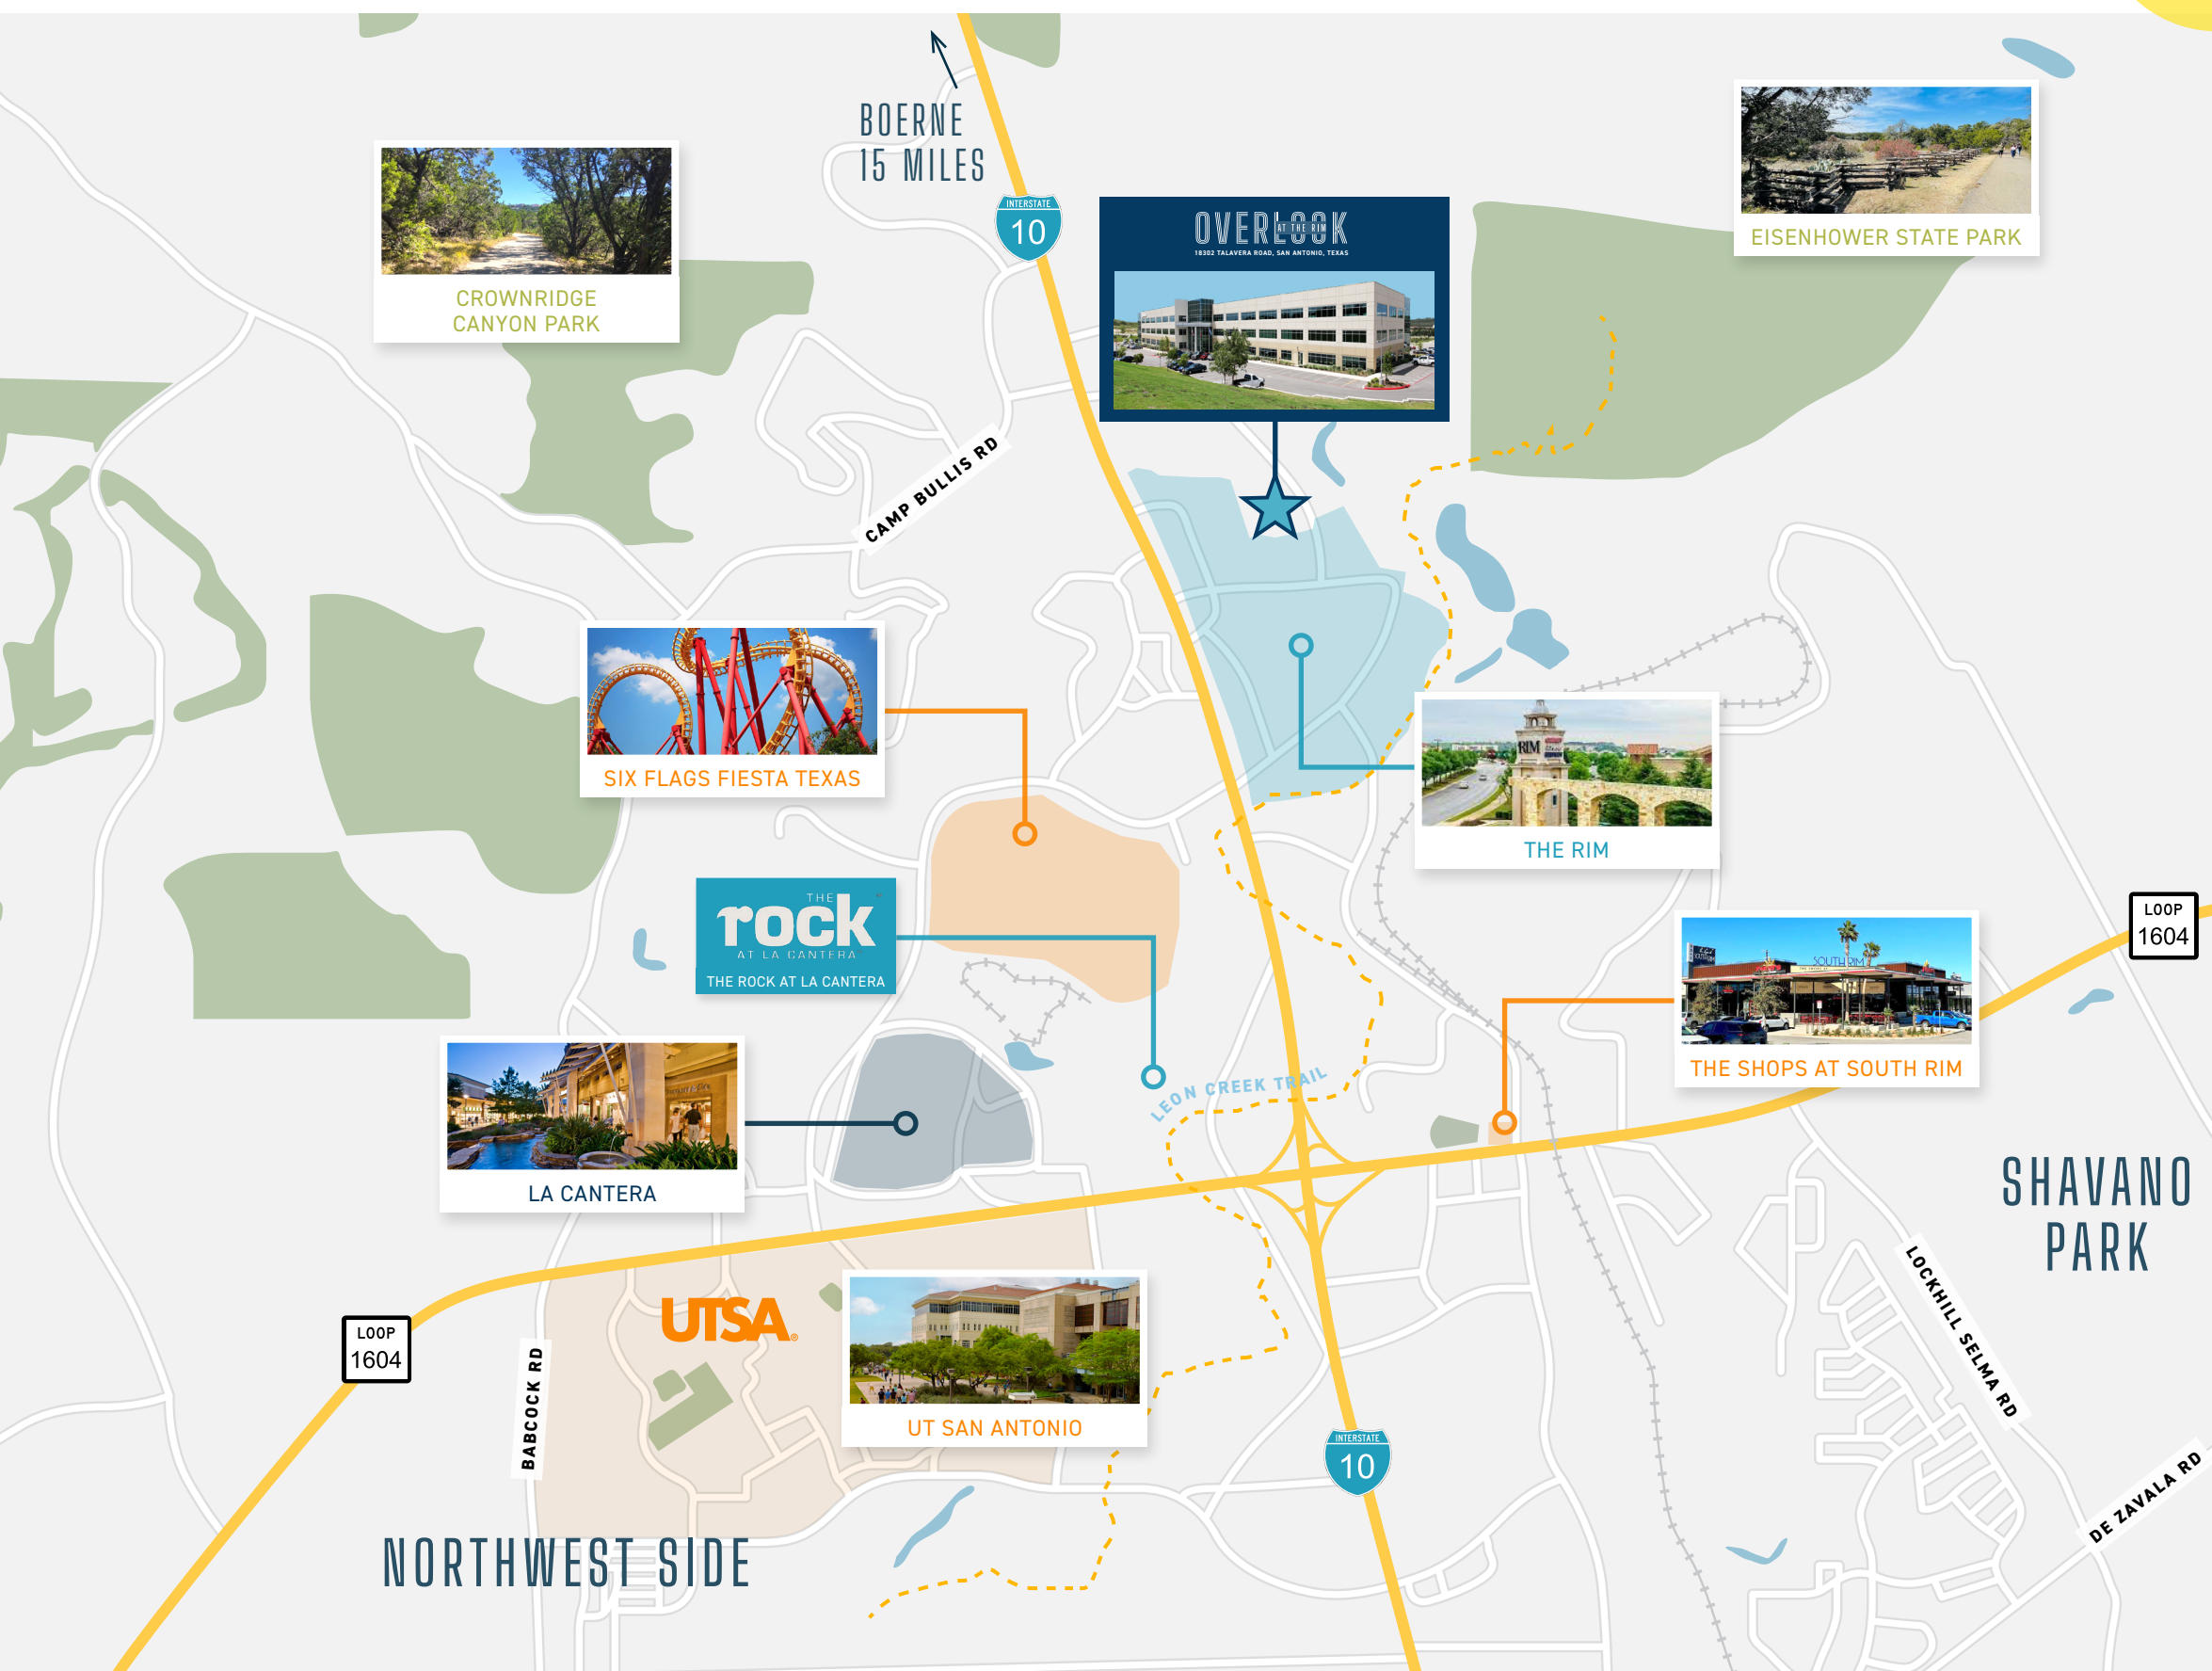 BOERNE
15 MILES
INTERSTATE
10
OVERLOOK
AT THE RIM
18302 TALAVERA ROAD, SAN ANTONIO, TEXAS
EISENHOWER STATE PARK
CROWNRIDGE
CANYON PARK
CAMP BULLIS RD
SIX FLAGS FIESTA TEXAS
RIM
THE RIM
THE
rock
AT LA CANTERA
THE ROCK AT LA CANTERA
LOOP
1604
SOUTH RIM
THE SHOPS AT SOUTH RIM
LEON CREEK TRAIL
LA CANTERA
SHAVANO
PARK
LOCKHILL SELMA RD
UTSA®
LOOP
1604
BABCOCK RD
UT SAN ANTONIO
INTERSTATE
10
DE ZAVALA RD
NORTHWEST SIDE